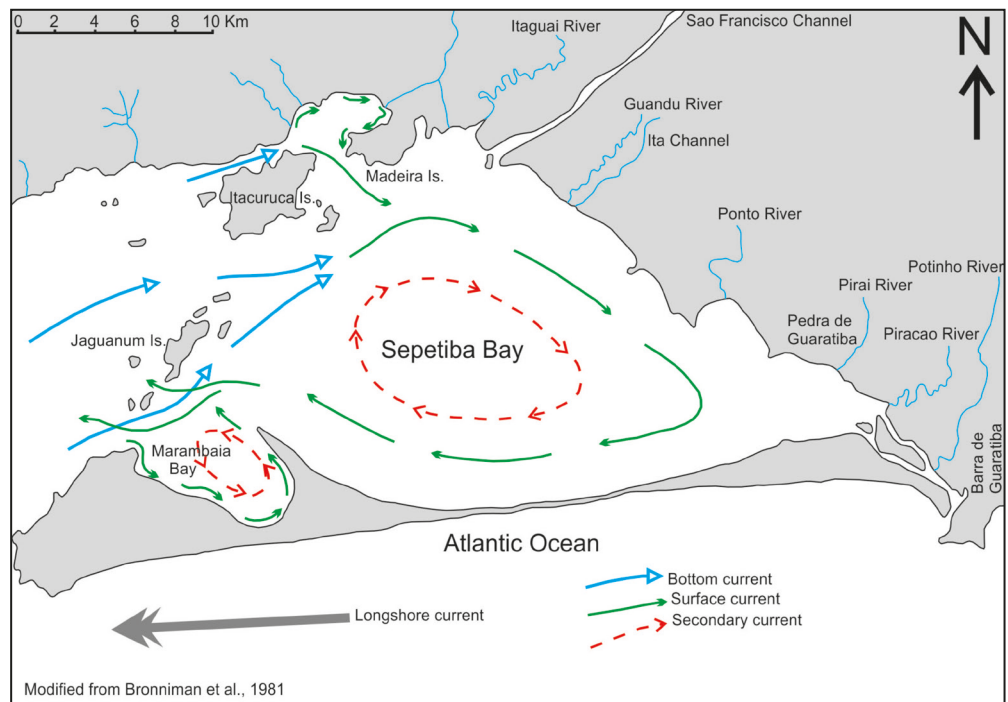 0 2 4 6 8 10 Km
Itaguai River
Sao Francisco Channel
N
Guandu River
Ita Channel
Madeira Is.
Itacuruca Is.
Ponto River
Potinho River
Pirai River
Jaguanum Is.
Pedra de
Guaratiba
Piracao River
Sepetiba Bay
Marambaia
Bay
Barra de
Guaratiba
Atlantic Ocean
Bottom current
Surface current
Secondary current
Longshore current
Modified from Bronniman et al., 1981